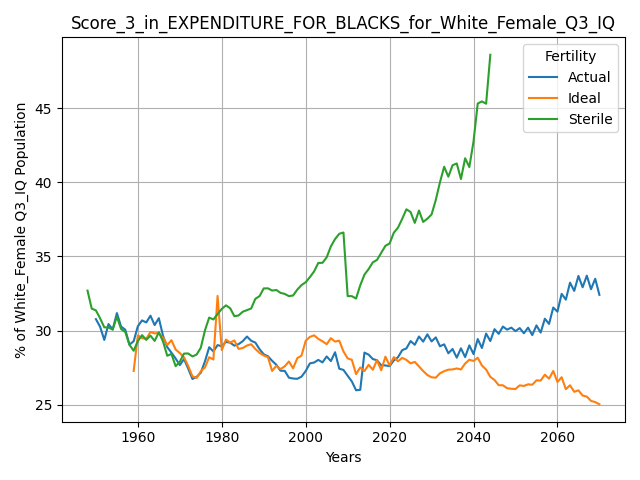 Score_3_in_EXPENDITURE_FOR_BLACKS_for_White_Female_Q3_IQ
% of White_Female Q3_IQ Population
45
40
35
30
25
Fertility
Actual
Ideal
Sterile
1960
1980
2000
2020
2040
2060
Years